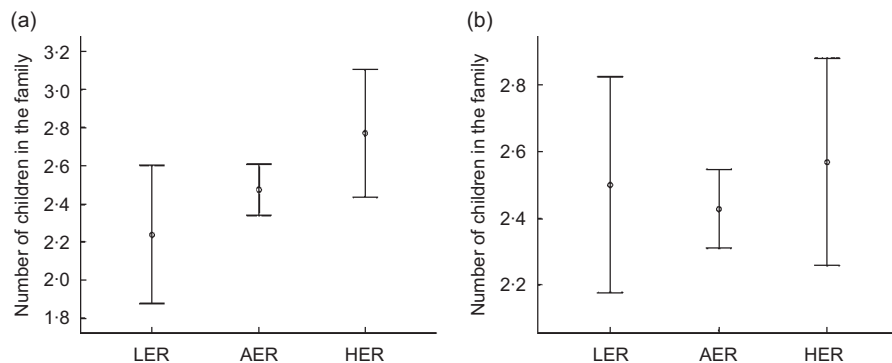 (a)
Number of children in the family
3·2
3·0
2·8
2·6
2·4
2·2
2·0
1·8
LER AER HER
(b)
Number of children in the family
2·8
2·6
2·4
2·2
LER AER HER